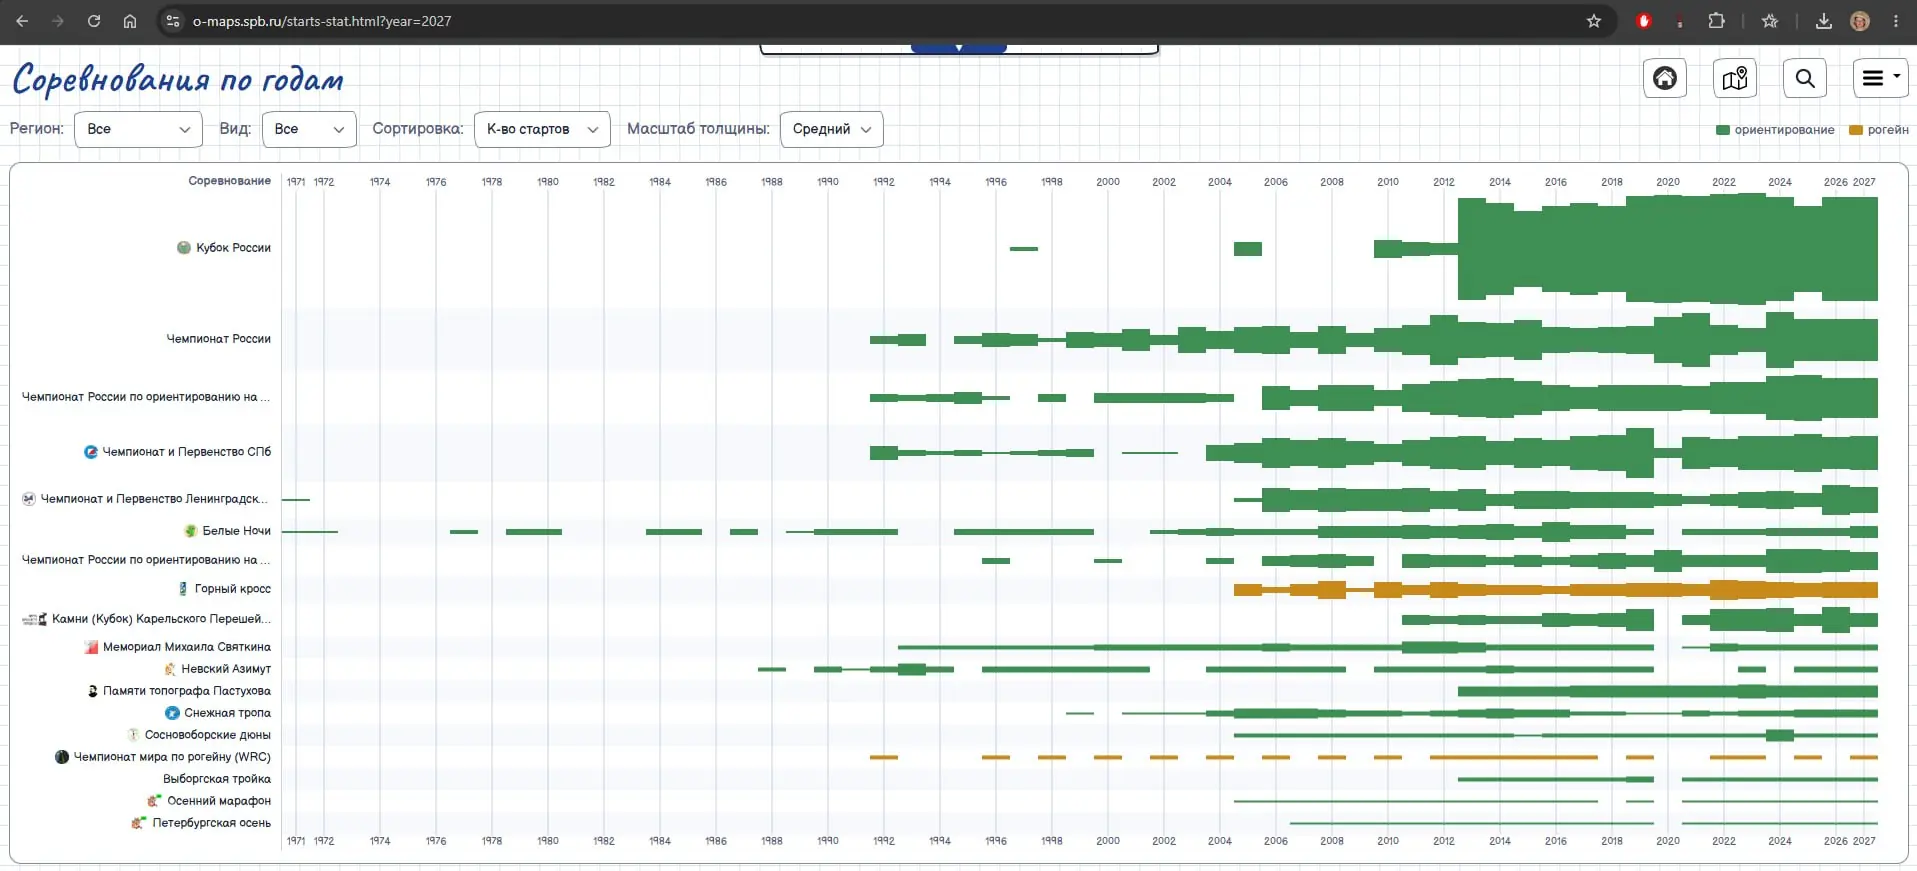 o-maps.spb.ru/starts-stat.html?year=2027
Соревнования по годам
Регион: Все Вид: Все Сортировка: К-во стартов Масштаб толщины: Средний ориентирование рогейн
Соревнование 1971 1972 1974 1976 1978 1980 1982 1984 1986 1988 1990 1992 1994 1996 1998 2000 2002 2004 2006 2008 2010 2012 2014 2016 2018 2020 2022 2024 2026 2027
Кубок России
Чемпионат России
Чемпионат России по ориентированию на ...
Чемпионат и Первенство СПб
Чемпионат и Первенство Ленинградск...
Белые Ночи
Чемпионат России по ориентированию на ...
Горный кросс
Камни (Кубок) Карельского Перешей...
Мемориал Михаила Святкина
Невский Азимут
Памяти топографа Пастухова
Снежная тропа
Сосновоборские дюны
Чемпионат мира по рогейну (WRC)
Выборгская тройка
Осенний марафон
Петербургская осень
1971 1972 1974 1976 1978 1980 1982 1984 1986 1988 1990 1992 1994 1996 1998 2000 2002 2004 2006 2008 2010 2012 2014 2016 2018 2020 2022 2024 2026 2027